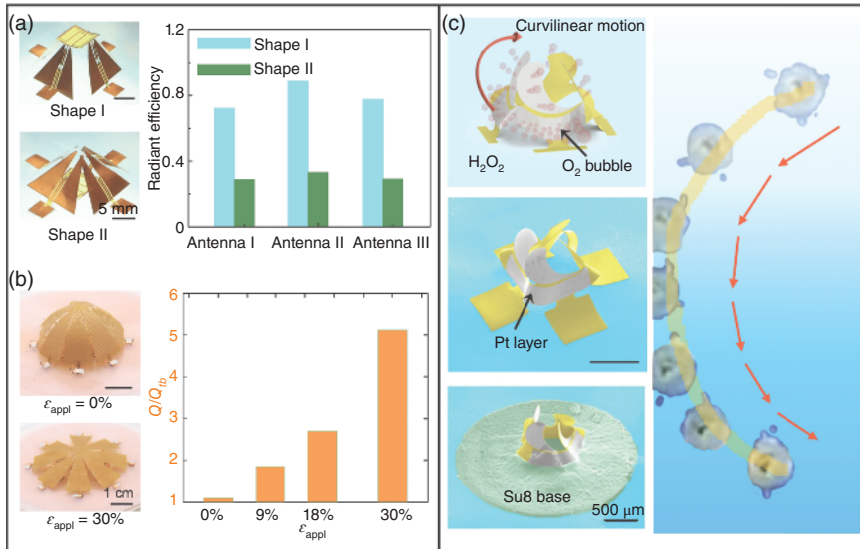 (a)
Shape I
Shape II
5 mm
Radiant efficiency
1.2
0.8
0.4
0
Shape I
Shape II
Antenna I
Antenna II
Antenna III
(b)
εappl = 0%
1 cm
εappl = 30%
Q/Qtb
6
5
4
3
2
1
0%
9%
18%
30%
εappl
(c)
Curvilinear motion
H₂O₂
O₂ bubble
Pt layer
Su8 base
500 μm